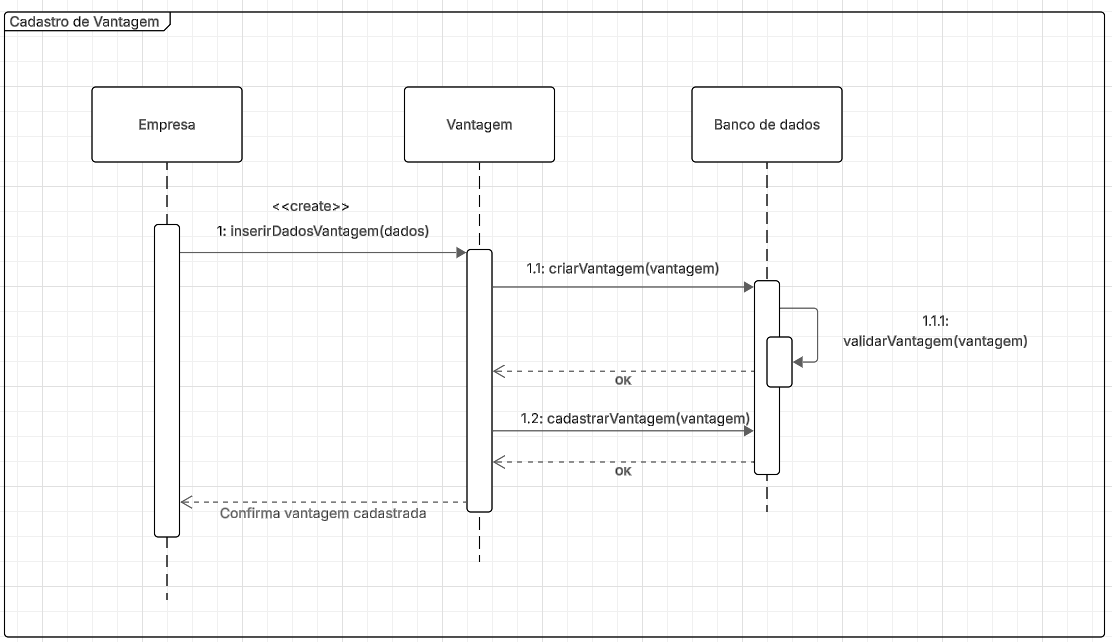 Cadastro de Vantagem
Empresa
Vantagem
Banco de dados
<<create>>
1: inserirDadosVantagem(dados)
1.1: criarVantagem(vantagem)
1.1.1:
validarVantagem(vantagem)
OK
1.2: cadastrarVantagem(vantagem)
OK
Confirma vantagem cadastrada